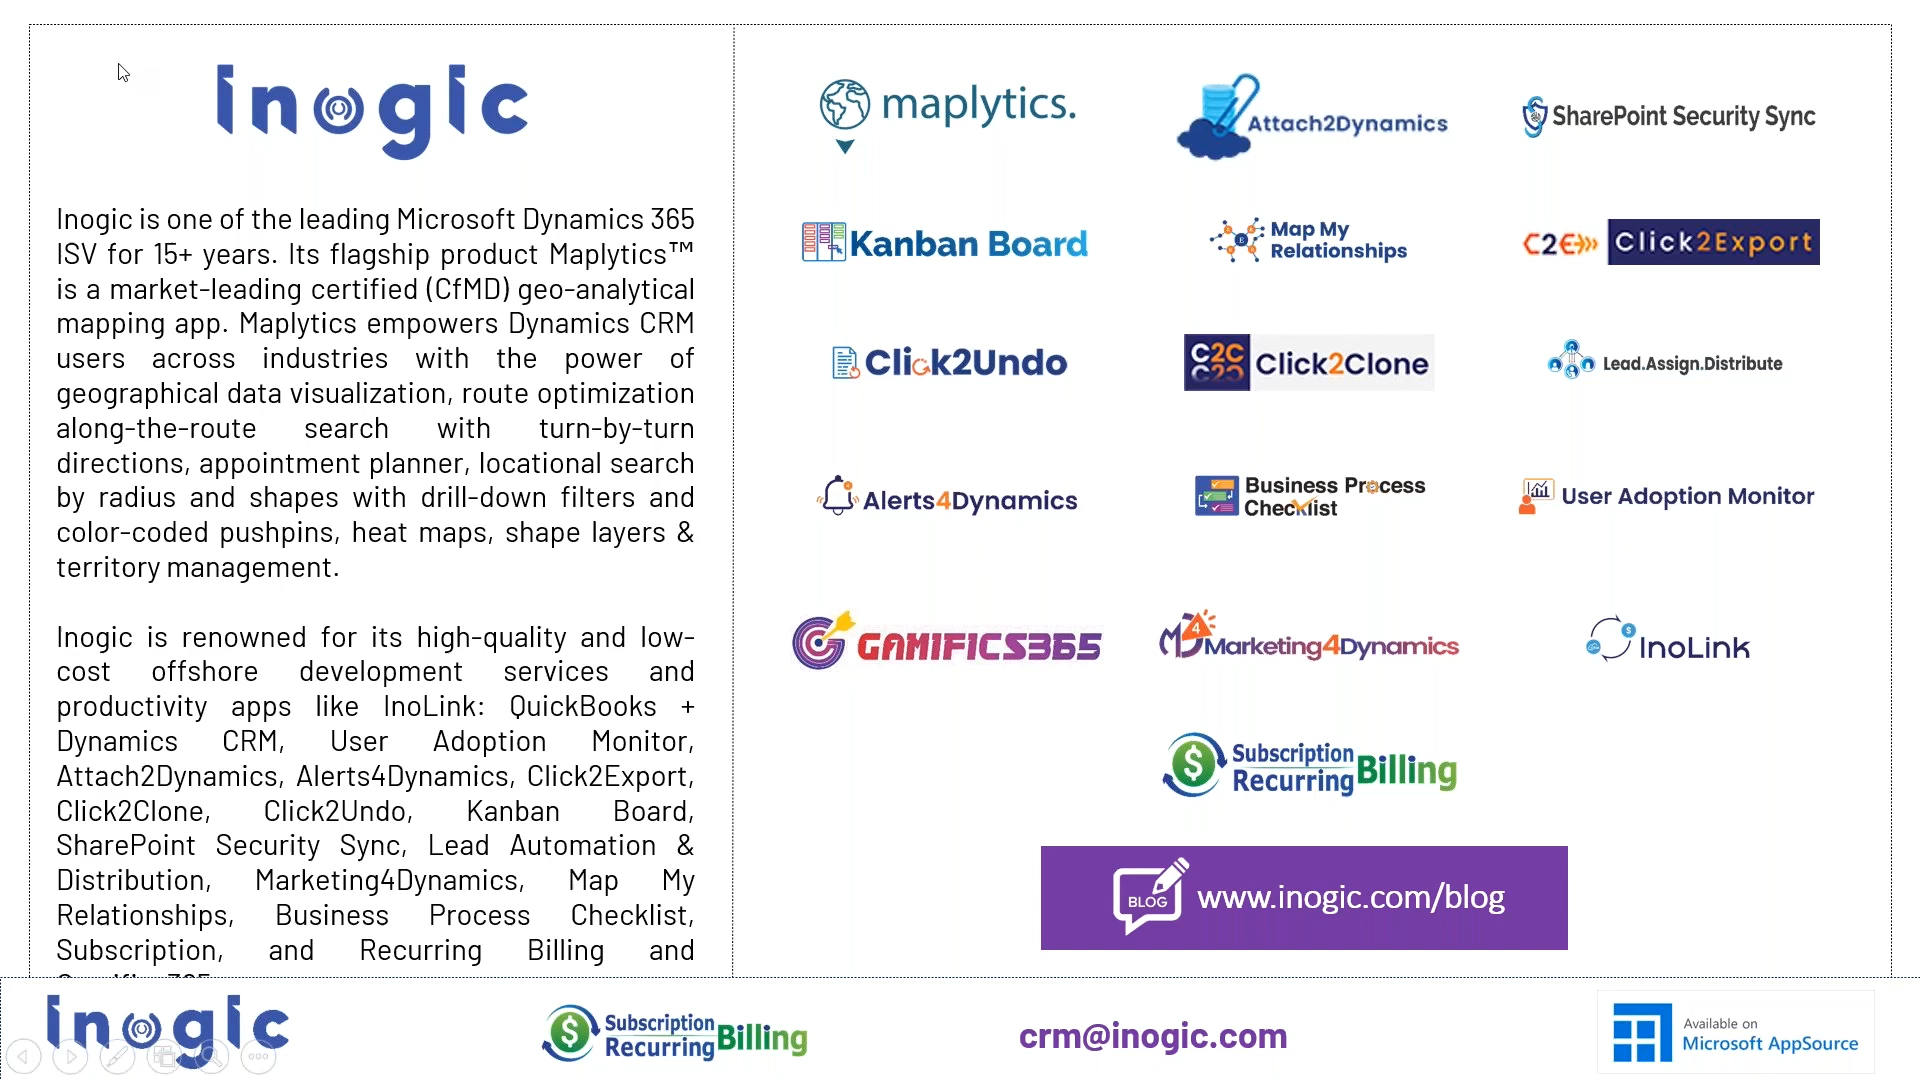 inogic
Inogic is one of the leading Microsoft Dynamics 365
ISV for 15+ years. Its flagship product Maplytics™
is a market-leading certified (CfMD) geo-analytical
mapping app. Maplytics empowers Dynamics CRM
users across industries with the power of
geographical data visualization, route optimization
along-the-route search with turn-by-turn
directions, appointment planner, locational search
by radius and shapes with drill-down filters and
color-coded pushpins, heat maps, shape layers &
territory management.
Inogic is renowned for its high-quality and low-
cost offshore development services and
productivity apps like InoLink: QuickBooks +
Dynamics CRM, User Adoption Monitor,
Attach2Dynamics, Alerts4Dynamics, Click2Export,
Click2Clone, Click2Undo, Kanban Board,
SharePoint Security Sync, Lead Automation &
Distribution, Marketing4Dynamics, Map My
Relationships, Business Process Checklist,
Subscription, and Recurring Billing and
maplytics.
Attach2Dynamics
SharePoint Security Sync
Kanban Board
Map My
Relationships
C2E Click2Export
Click2Undo
C2C Click2Clone
Lead.Assign.Distribute
Alerts4Dynamics
Business Process
Checklist
User Adoption Monitor
GAMIFICS365
M4D Marketing4Dynamics
InoLink
Subscription
Recurring Billing
BLOG www.inogic.com/blog
inogic
Subscription
Recurring Billing
crm@inogic.com
Available on
Microsoft AppSource